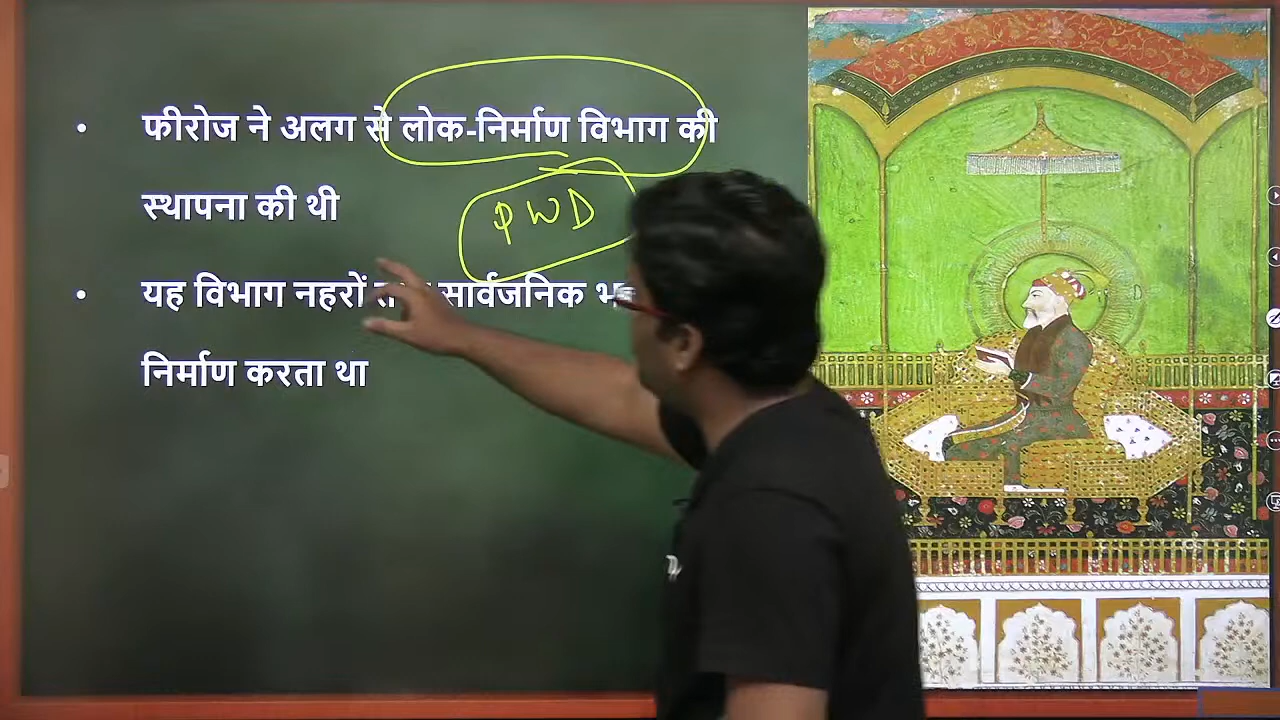 फीरोज ने अलग से लोक-निर्माण विभाग की
स्थापना की थी
PWD
यह विभाग नहरों सार्वजनिक
निर्माण करता था